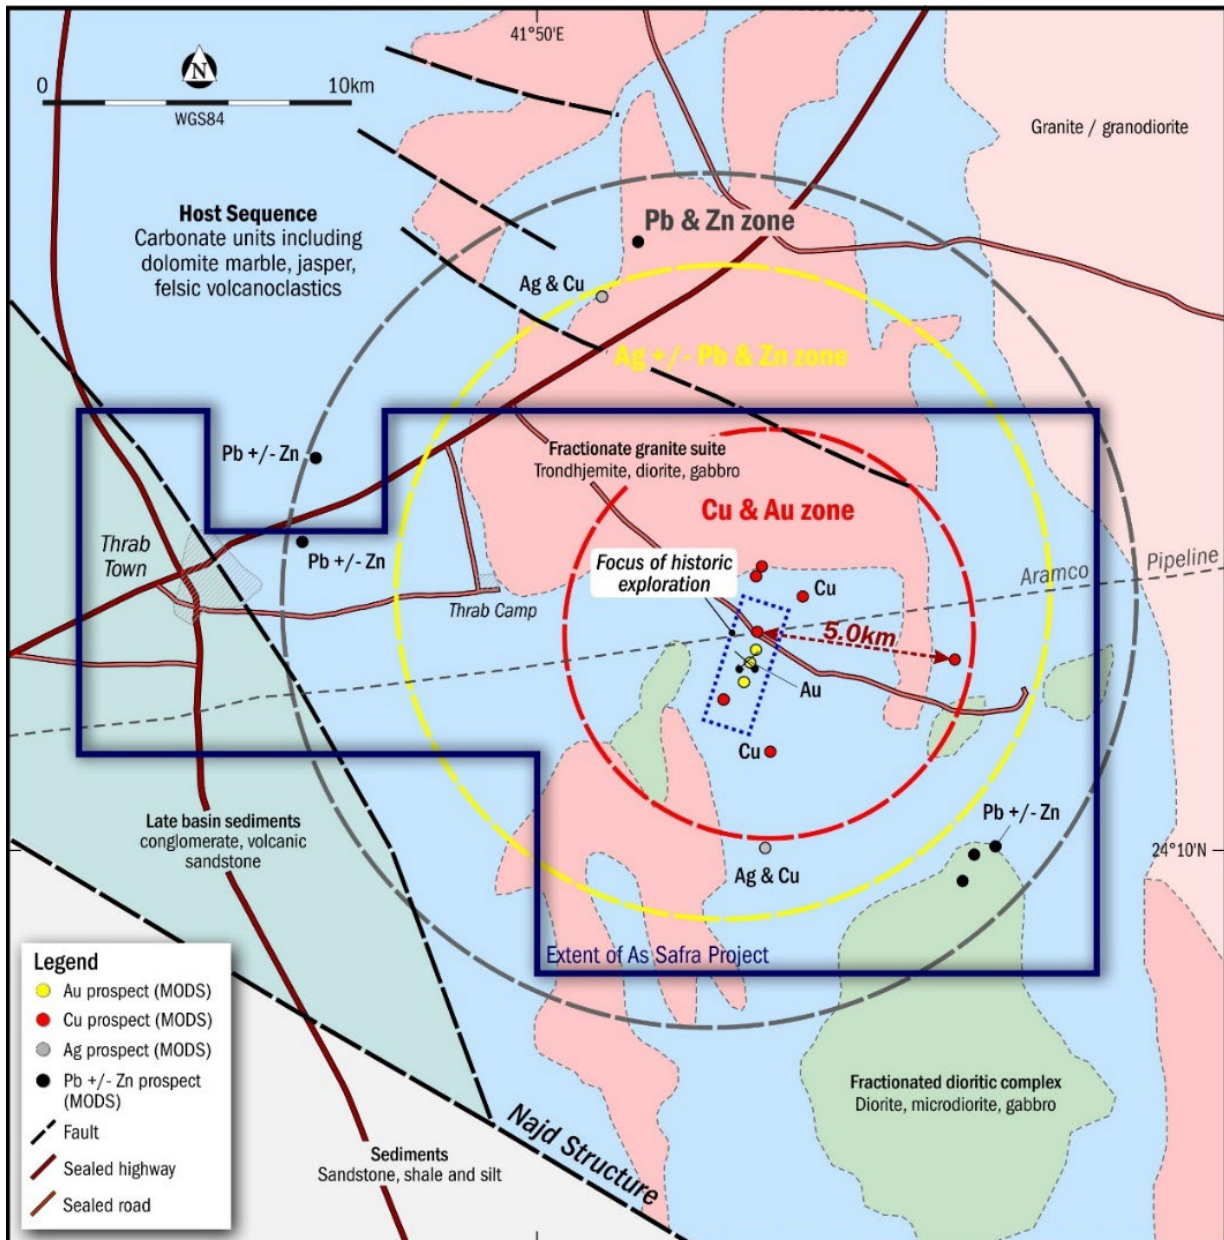 41°50'E
N
0
10km
WGS84
Granite / granodiorite
Host Sequence
Carbonate units including
dolomite marble, jasper,
felsic volcanoclastics
Pb & Zn zone
Ag & Cu
Ag +/- Pb & Zn zone
Pb +/- Zn
Fractionate granite suite
Trondhjemite, diorite, gabbro
Cu & Au zone
Thrab
Town
Pb +/- Zn
Focus of historic
exploration
Aramco
Pipeline
Cu
Thrab Camp
5.0km
Au
Cu
Late basin sediments
conglomerate, volcanic
sandstone
Pb +/- Zn
24°10'N
Ag & Cu
Extent of As Safra Project
Legend
Au prospect (MODS)
Cu prospect (MODS)
Ag prospect (MODS)
Pb +/- Zn prospect
(MODS)
Fault
Sealed highway
Sealed road
Fractionated dioritic complex
Diorite, microdiorite, gabbro
Najd Structure
Sediments
Sandstone, shale and silt